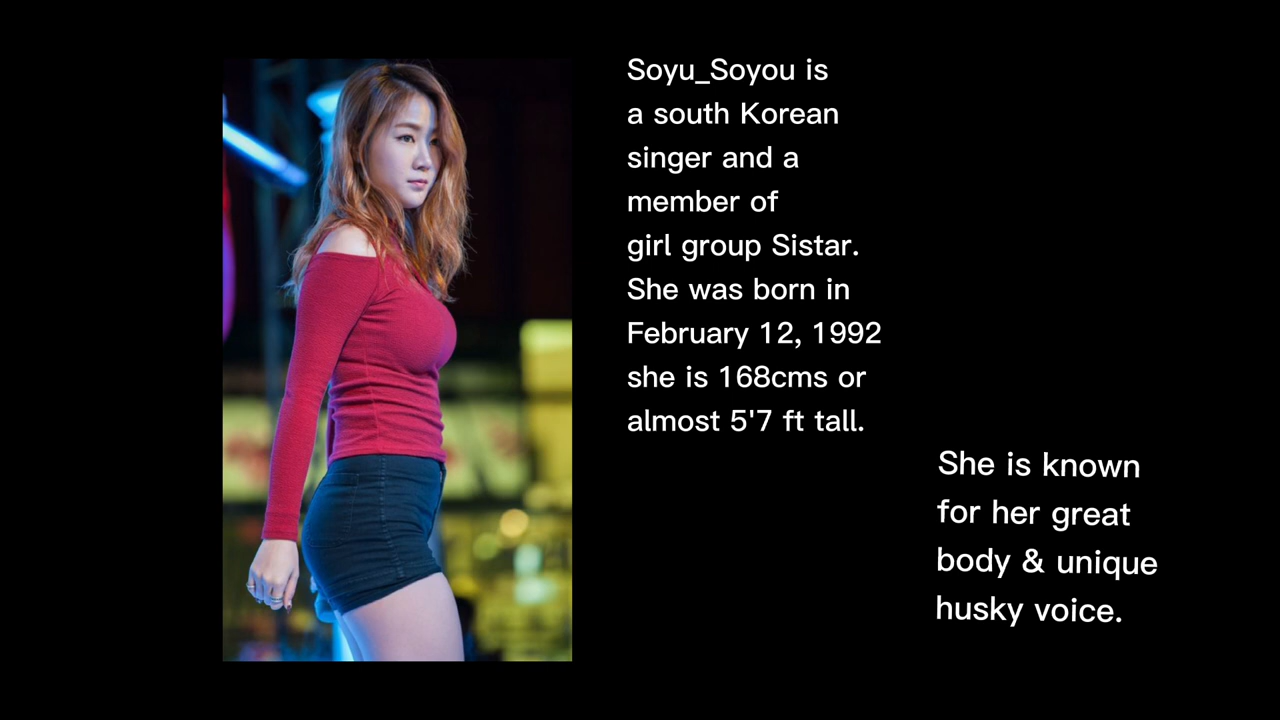 Soyu_Soyou is
a south Korean
singer and a
member of
girl group Sistar.
She was born in
February 12, 1992
she is 168cms or
almost 5'7 ft tall.
She is known
for her great
body & unique
husky voice.